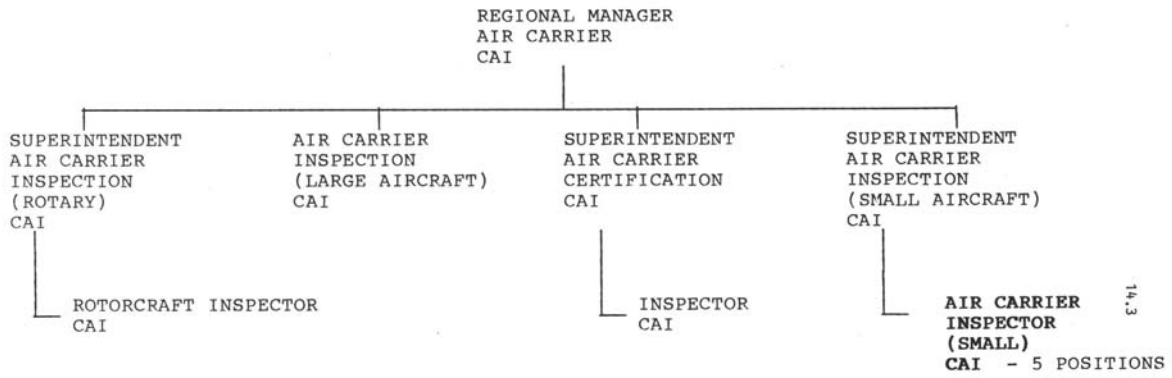 REGIONAL MANAGER
AIR CARRIER
CAI
SUPERINTENDENT
AIR CARRIER
INSPECTION
(ROTARY)
CAI
AIR CARRIER
INSPECTION
(LARGE AIRCRAFT)
CAI
SUPERINTENDENT
AIR CARRIER
CERTIFICATION
CAI
SUPERINTENDENT
AIR CARRIER
INSPECTION
(SMALL AIRCRAFT)
CAI
ROTORCRAFT INSPECTOR
CAI
INSPECTOR
CAI
AIR CARRIER
INSPECTOR
(SMALL)
CAI - 5 POSITIONS
14.3